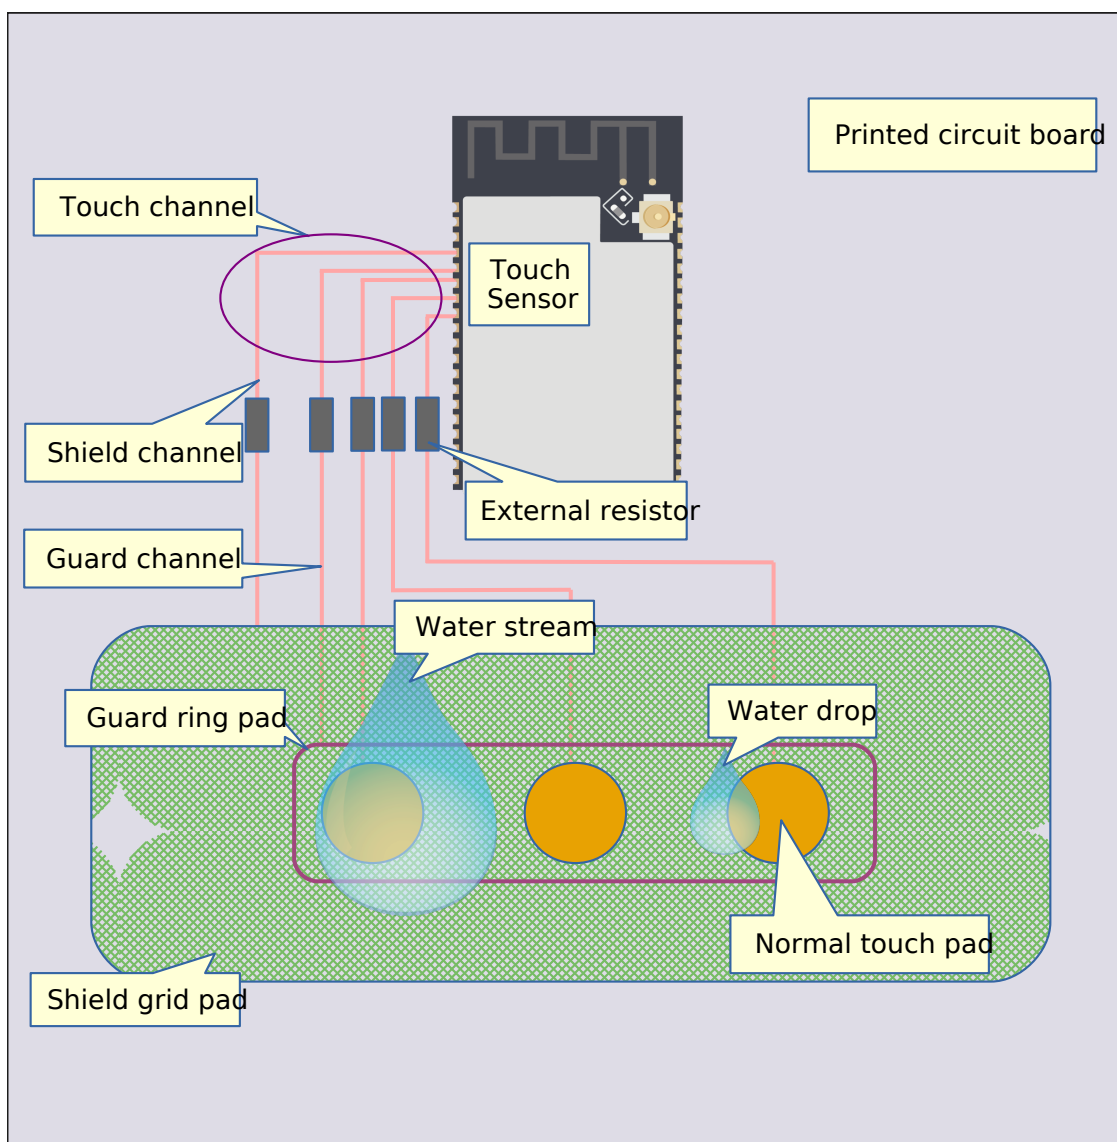 Printed circuit board
Touch channel
Touch
Sensor
Shield channel
External resistor
Guard channel
Water stream
Guard ring pad
Water drop
Normal touch pad
Shield grid pad